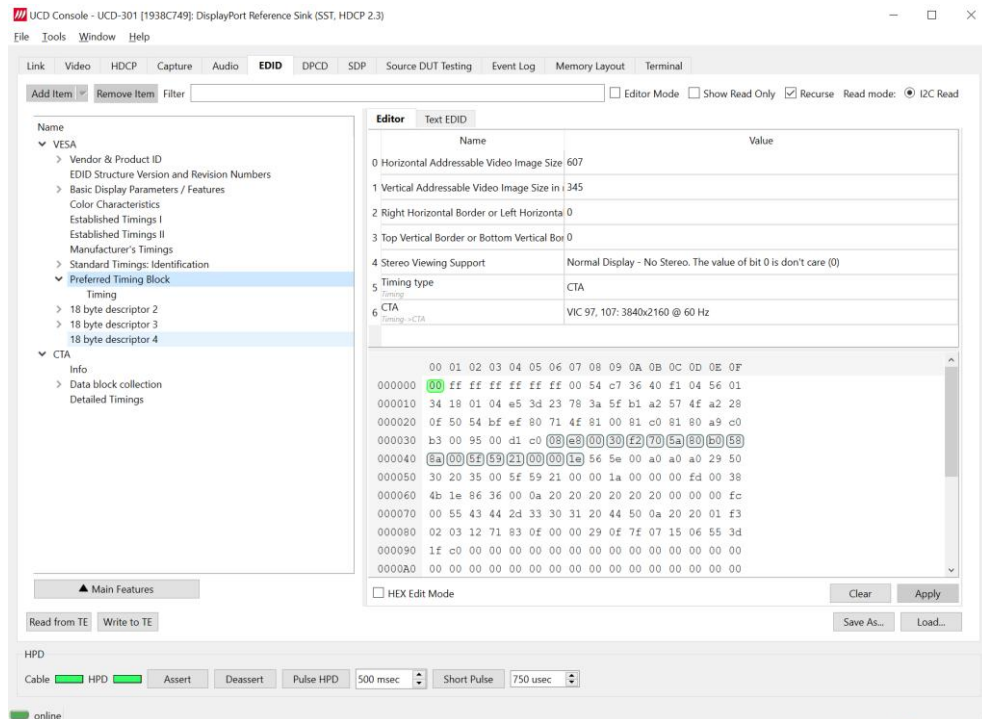 UCD Console - UCD-301 [1938C749]: DisplayPort Reference Sink (SST, HDCP 2.3)
File Tools Window Help
Link Video HDCP Capture Audio EDID DPCD SDP Source DUT Testing Event Log Memory Layout Terminal
Add Item Remove Item Filter Editor Mode Show Read Only Recurse Read mode: I2C Read
Name
VESA
Vendor & Product ID
EDID Structure Version and Revision Numbers
Basic Display Parameters / Features
Color Characteristics
Established Timings I
Established Timings II
Manufacturer's Timings
Standard Timings: Identification
Preferred Timing Block
Timing
18 byte descriptor 2
18 byte descriptor 3
18 byte descriptor 4
CTA
Info
Data block collection
Detailed Timings
Main Features
Editor Text EDID
Name Value
0 Horizontal Addressable Video Image Size 607
1 Vertical Addressable Video Image Size in 345
2 Right Horizontal Border or Left Horizonta 0
3 Top Vertical Border or Bottom Vertical Bor 0
4 Stereo Viewing Support Normal Display - No Stereo. The value of bit 0 is don't care (0)
5 Timing type CTA
Timing
6 CTA VIC 97, 107: 3840x2160 @ 60 Hz
Timing->CTA
00 01 02 03 04 05 06 07 08 09 0A 0B 0C 0D 0E 0F
000000 00 ff ff ff ff ff ff 00 54 c7 36 40 f1 04 56 01
000010 34 18 01 04 e5 3d 23 78 3a 5f b1 a2 57 4f a2 28
000020 0f 50 54 bf ef 80 71 4f 81 00 81 c0 81 80 a9 c0
000030 b3 00 95 00 d1 c0 08 e8 00 30 f2 70 5a 80 b0 58
000040 8a 00 5f 59 21 00 00 1e 56 5e 00 a0 a0 a0 29 50
000050 30 20 35 00 5f 59 21 00 00 1a 00 00 00 fd 00 38
000060 4b 1e 86 36 00 0a 20 20 20 20 20 20 00 00 00 fc
000070 00 55 43 44 2d 33 30 31 20 44 50 0a 20 20 01 f3
000080 02 03 12 71 83 0f 00 00 29 0f 7f 07 15 06 55 3d
000090 1f c0 00 00 00 00 00 00 00 00 00 00 00 00 00 00
0000A0 00 00 00 00 00 00 00 00 00 00 00 00 00 00 00 00
HEX Edit Mode Clear Apply
Read from TE Write to TE Save As... Load...
HPD
Cable HPD Assert Deassert Pulse HPD 500 msec Short Pulse 750 usec
online